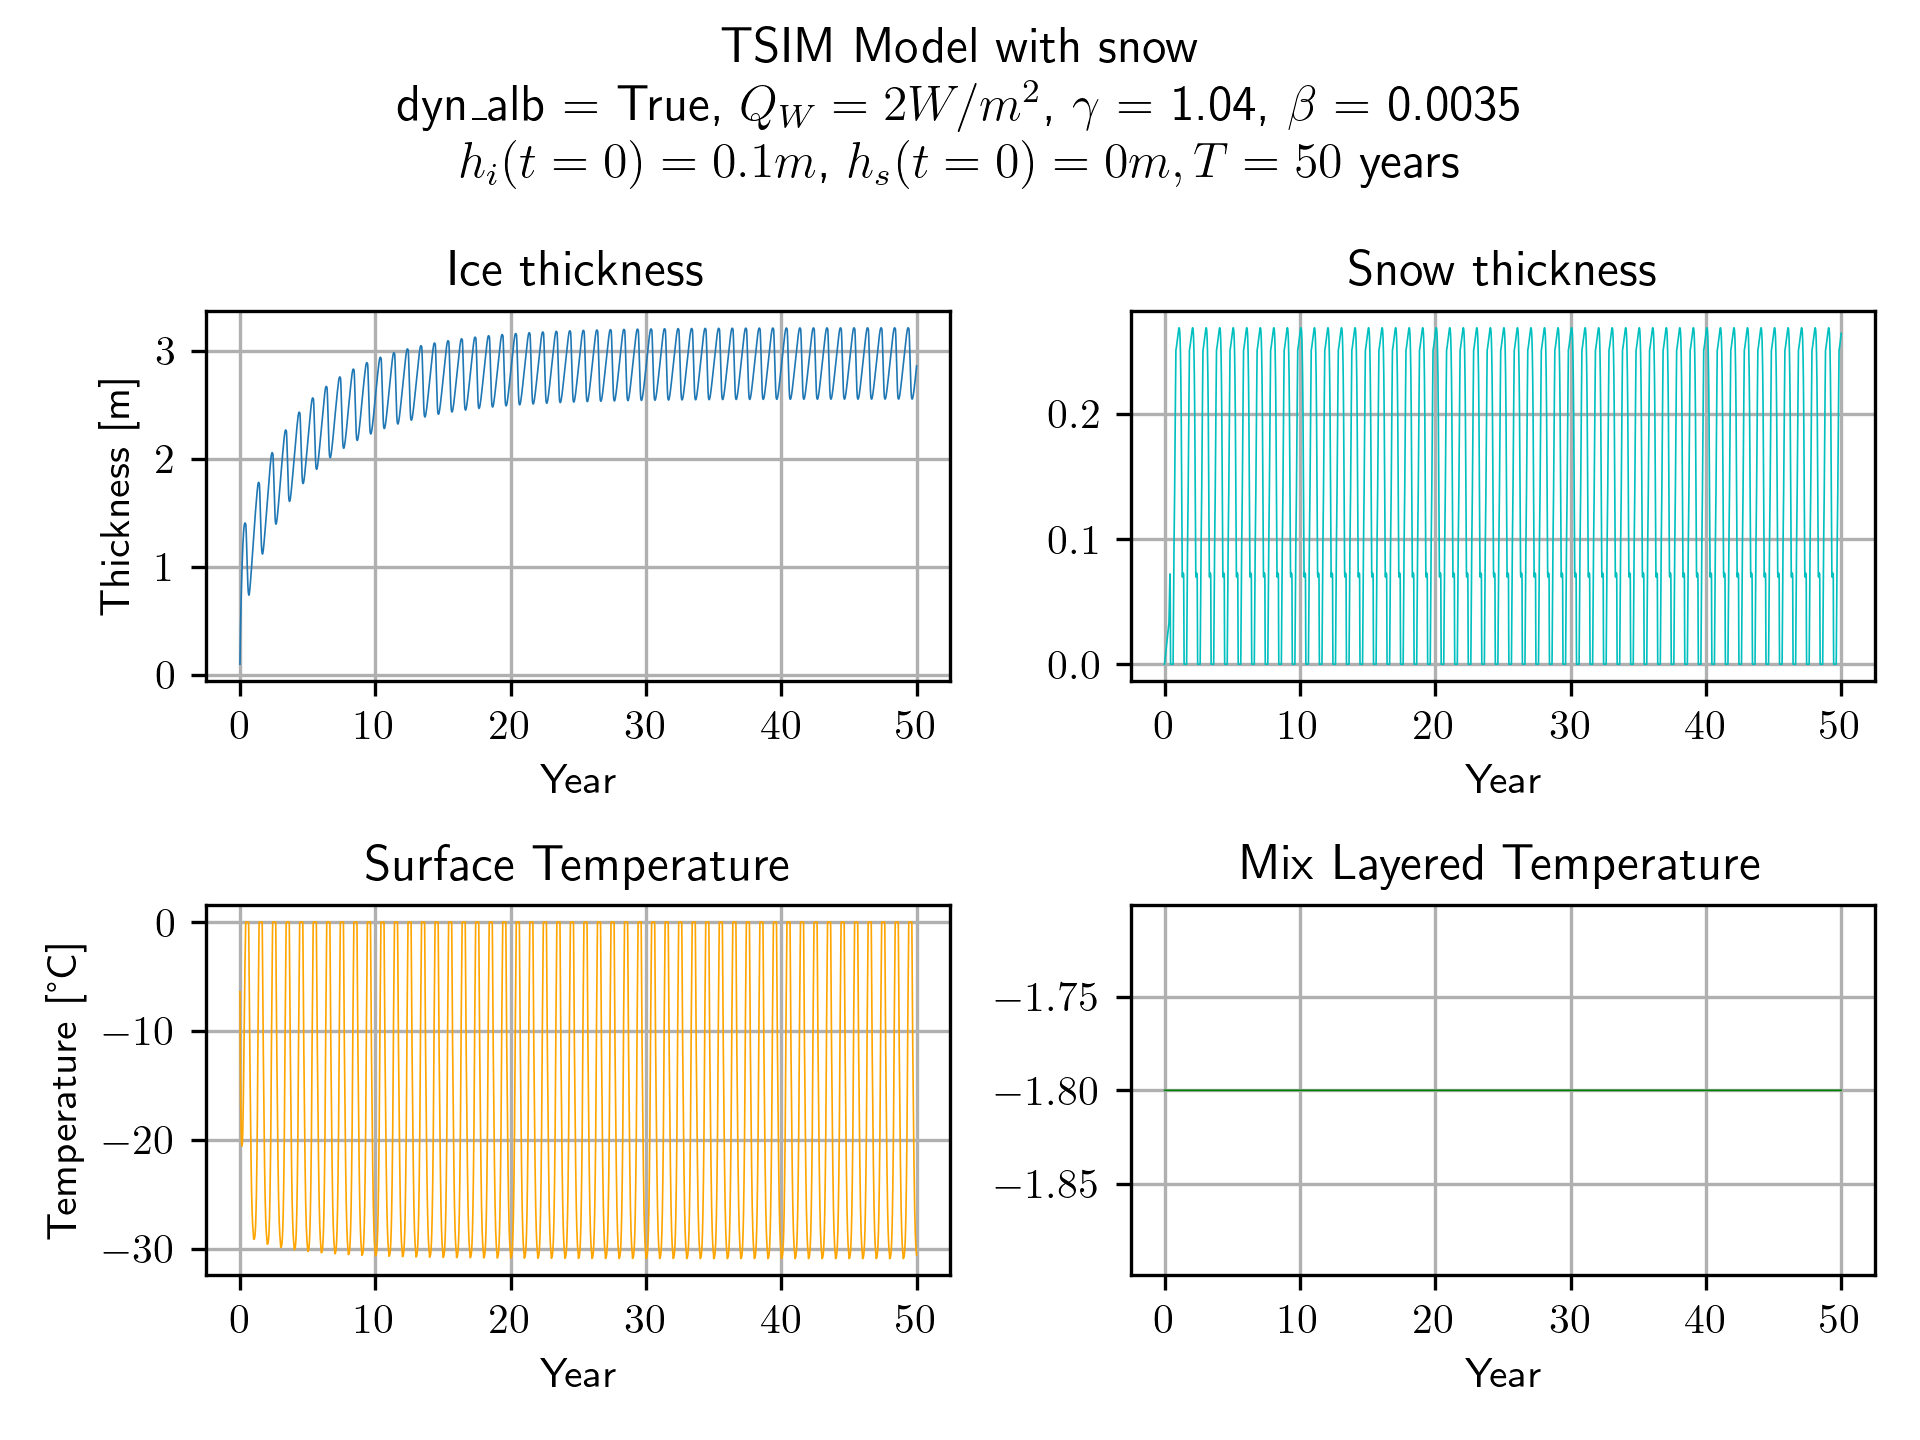 TSIM Model with snow
dyn_alb = True, Q_W = 2W/m^2, γ = 1.04, β = 0.0035
h_i(t = 0) = 0.1m, h_s(t = 0) = 0m, T = 50 years
Ice thickness
Thickness [m]
3
2
1
0
0 10 20 30 40 50
Year
Snow thickness
0.2
0.1
0.0
0 10 20 30 40 50
Year
Surface Temperature
Temperature [°C]
0
−10
−20
−30
0 10 20 30 40 50
Year
Mix Layered Temperature
−1.75
−1.80
−1.85
0 10 20 30 40 50
Year